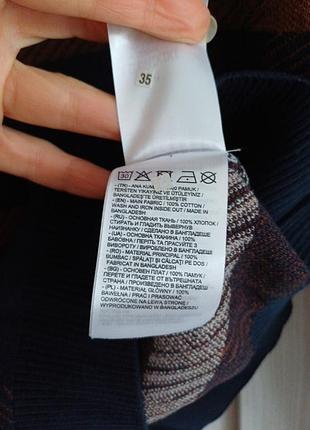 35
30
- (TR) - ANA KUMAŞ / %100 PAMUK /
TERSTEN YIKAYINIZ VE ÜTÜLEYİNİZ /
BANGLADEŞ'TE ÜRETİLMİŞTİR
- (EN) - MAIN FABRIC / 100% COTTON /
WASH AND IRON INSIDE OUT / MADE IN
BANGLADESH
- (RU) - ОСНОВНАЯ ТКАНЬ / 100% ХЛОПОК /
СТИРАТЬ И ГЛАДИТЬ ВЫВЕРНУВ
НАИЗНАНКУ / СДЕЛАНО В БАНГЛАДЕШ
- (UA) - ОСНОВНА ТКАНИНА / 100%
БАВОВНА / ПЕРІТЬ ТА ПРАСУЙТЕ З
ВИВОРОТУ / ВИРОБЛЕНО В БАНГЛАДЕШ
- (RO) - MATERIAL PRINCIPAL / 100%
BUMBAC / SPĂLAȚI ȘI CĂLCAȚI PE DOS /
FABRICAT IN BANGLADESH
- (BG) - ОСНОВЕН ПЛАТ / 100% ПАМУК /
ПЕРЕТЕ И ГЛАДЕТЕ ОТВЪТРЕ /
СТРАНА / ПРОИЗВЕДЕНО В БАНГЛАДЕШ
- (PL) - MATERIAŁ GŁÓWNY / 100%
BAWEŁNA / PRAĆ I PRASOWAĆ
ODWRÓCONE NA LEWĄ STRONĘ /
WYPRODUKOWANO W BANGLADESZU